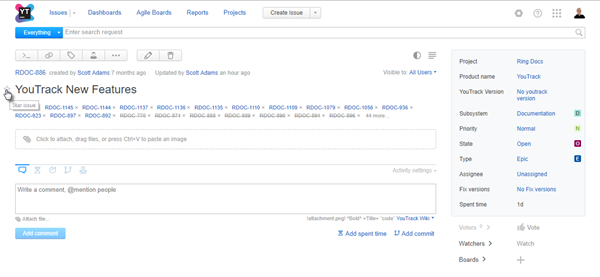 YT
Issues Dashboards Agile Boards Reports Projects Create Issue
Everything Enter search request
RDOC-886 created by Scott Adams 7 months ago Updated by Scott Adams an hour ago Visible to: All Users
YouTrack New Features
Star issue
RDOC-1145 × RDOC-1144 × RDOC-1137 × RDOC-1136 × RDOC-1135 × RDOC-1110 × RDOC-1109 × RDOC-1079 × RDOC-1056 × RDOC-936 ×
RDOC-923 × RDOC-897 × RDOC-892 × RDOC-776 × RDOC-874 × RDOC-888 × RDOC-888 × RDOC-890 × RDOC-894 × RDOC-896 × 44 more...
Click to attach, drag files, or press Ctrl+V to paste an image
Activity settings
Write a comment, @mention people
Attach file... !attachment.png! *Bold* =Title= `code` YouTrack Wiki
Add comment Add spent time Add commit
Project Ring Docs
Product name YouTrack
YouTrack Version No youtrack version
Subsystem Documentation D
Priority Normal N
State Open O
Type Epic E
Assignee Unassigned
Fix versions No Fix versions
Spent time 1d
Voters ? Vote
Watchers Watch
Boards